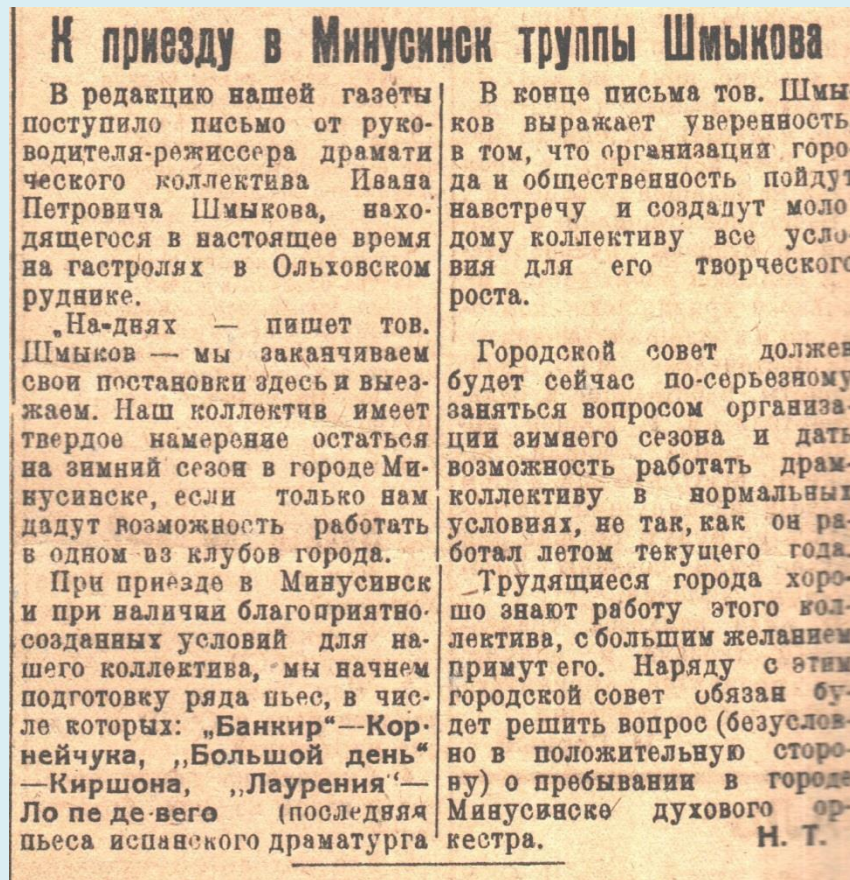 К приезду в Минусинск труппы Шмыкова
В редакцию нашей газеты
поступило письмо от руко-
водителя-режиссера драмати
ческого коллектива Ивана
Петровича Шмыкова, нахо-
дящегося в настоящее время
на гастролях в Ольховском
руднике.
„На-днях — пишет тов.
Шмыков — мы заканчиваем
свои постановки здесь и выез-
жаем. Наш коллектив имеет
твердое намерение остаться
на зимний сезон в городе Ми-
нусинске, если только нам
дадут возможность работать
в одном из клубов города.
При приезде в Минусинск
и при наличии благоприятно-
созданных условий для на-
шего коллектива, мы начнем
подготовку ряда пьес, в чис-
ле которых: „Банкир“—Кор-
нейчука, „Большой день“
—Киршона, „Лаурения“—
Ло пе де-вего (последняя
пьеса испанского драматурга
В конце письма тов. Шмы
ков выражает уверенность
в том, что организации горо-
да и общественность пойдут
навстречу и создадут моло
дому коллективу все усло-
вия для его творческого
роста.
Городской совет должен
будет сейчас по-серьезному
заняться вопросом организа-
ции зимнего сезона и дать
возможность работать драм-
коллективу в нормальных
условиях, не так, как он ра-
ботал летом текущего года.
Трудящиеся города хоро-
шо знают работу этого кол-
лектива, с большим желанием
примут его. Наряду с этим
городской совет обязан бу-
дет решить вопрос (безуслов-
но в положительную сторо-
ну) о пребывании в городе
Минусинске духового ор-
кестра. Н. Т.